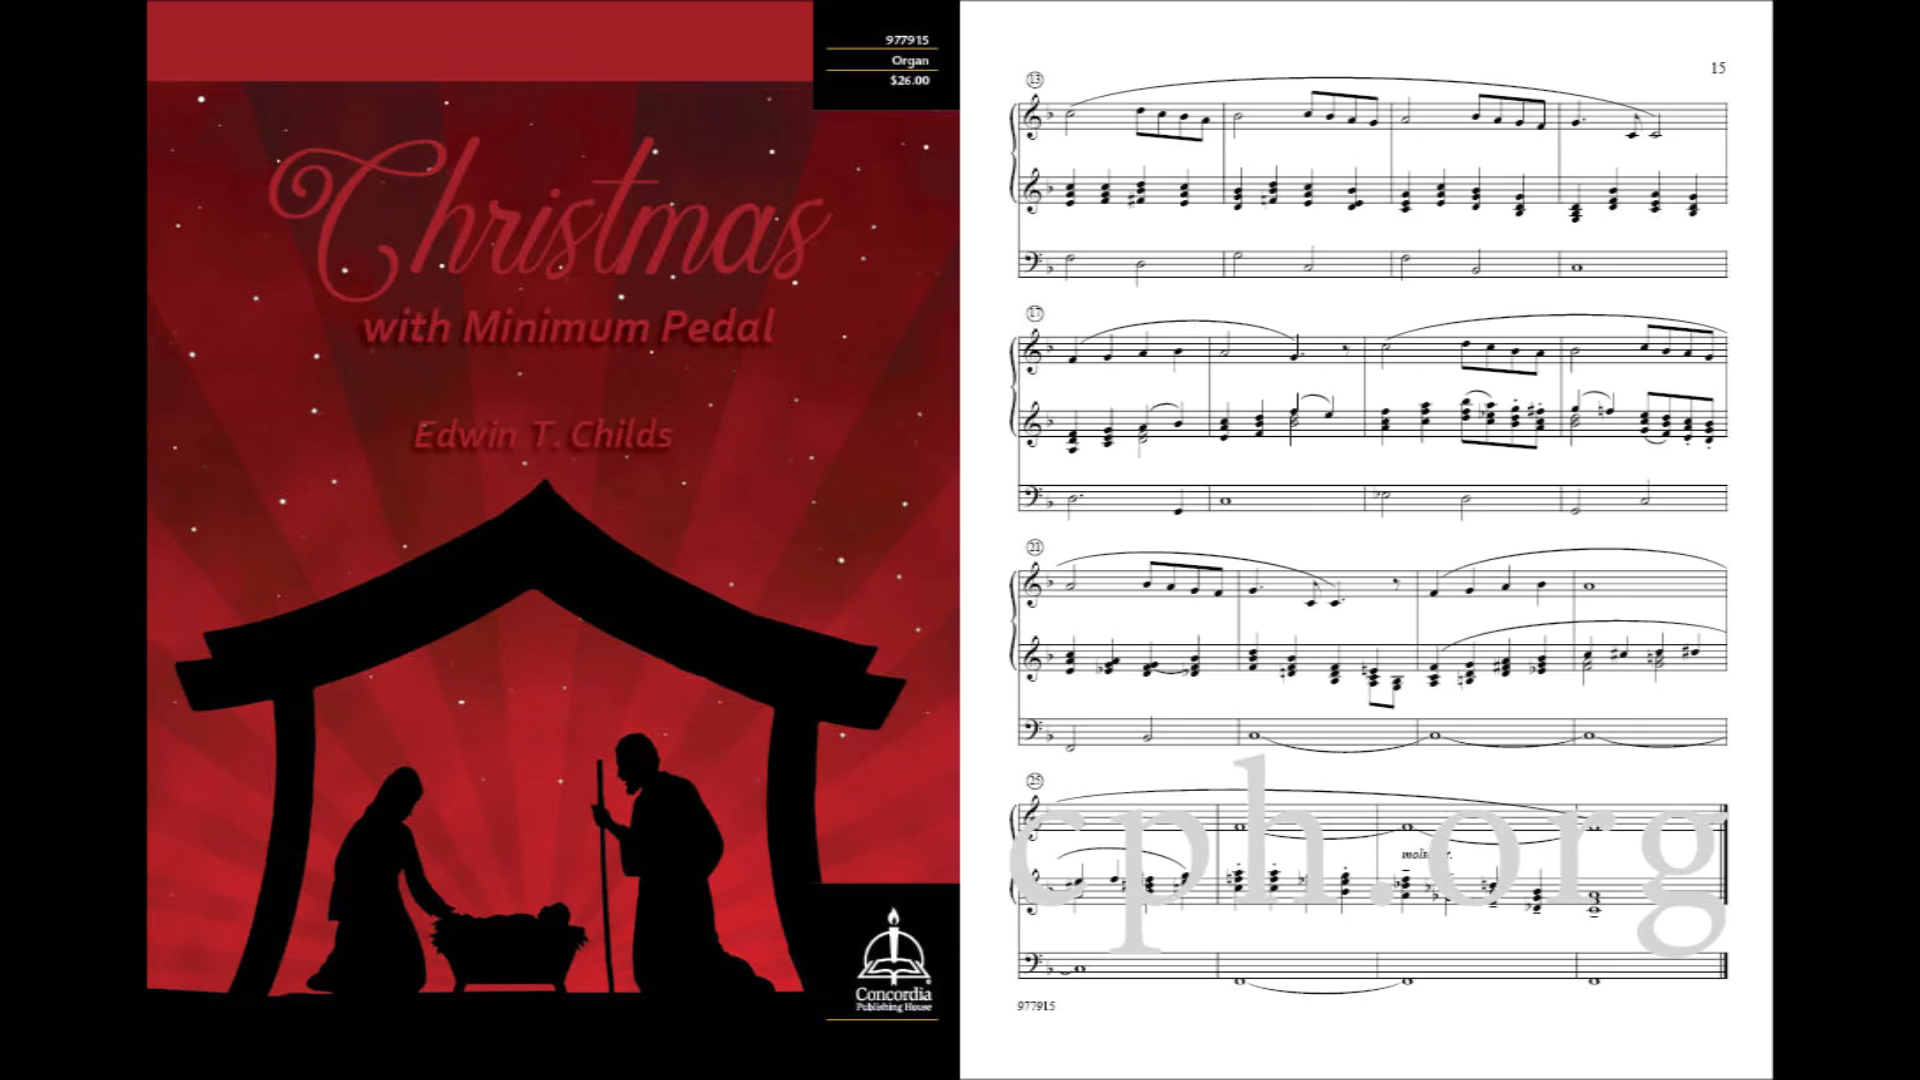 977915
Organ
$26.00
Christmas
with Minimum Pedal
Edwin T. Childs
Concordia
Publishing House
15
13
17
21
25
cph.org
977915